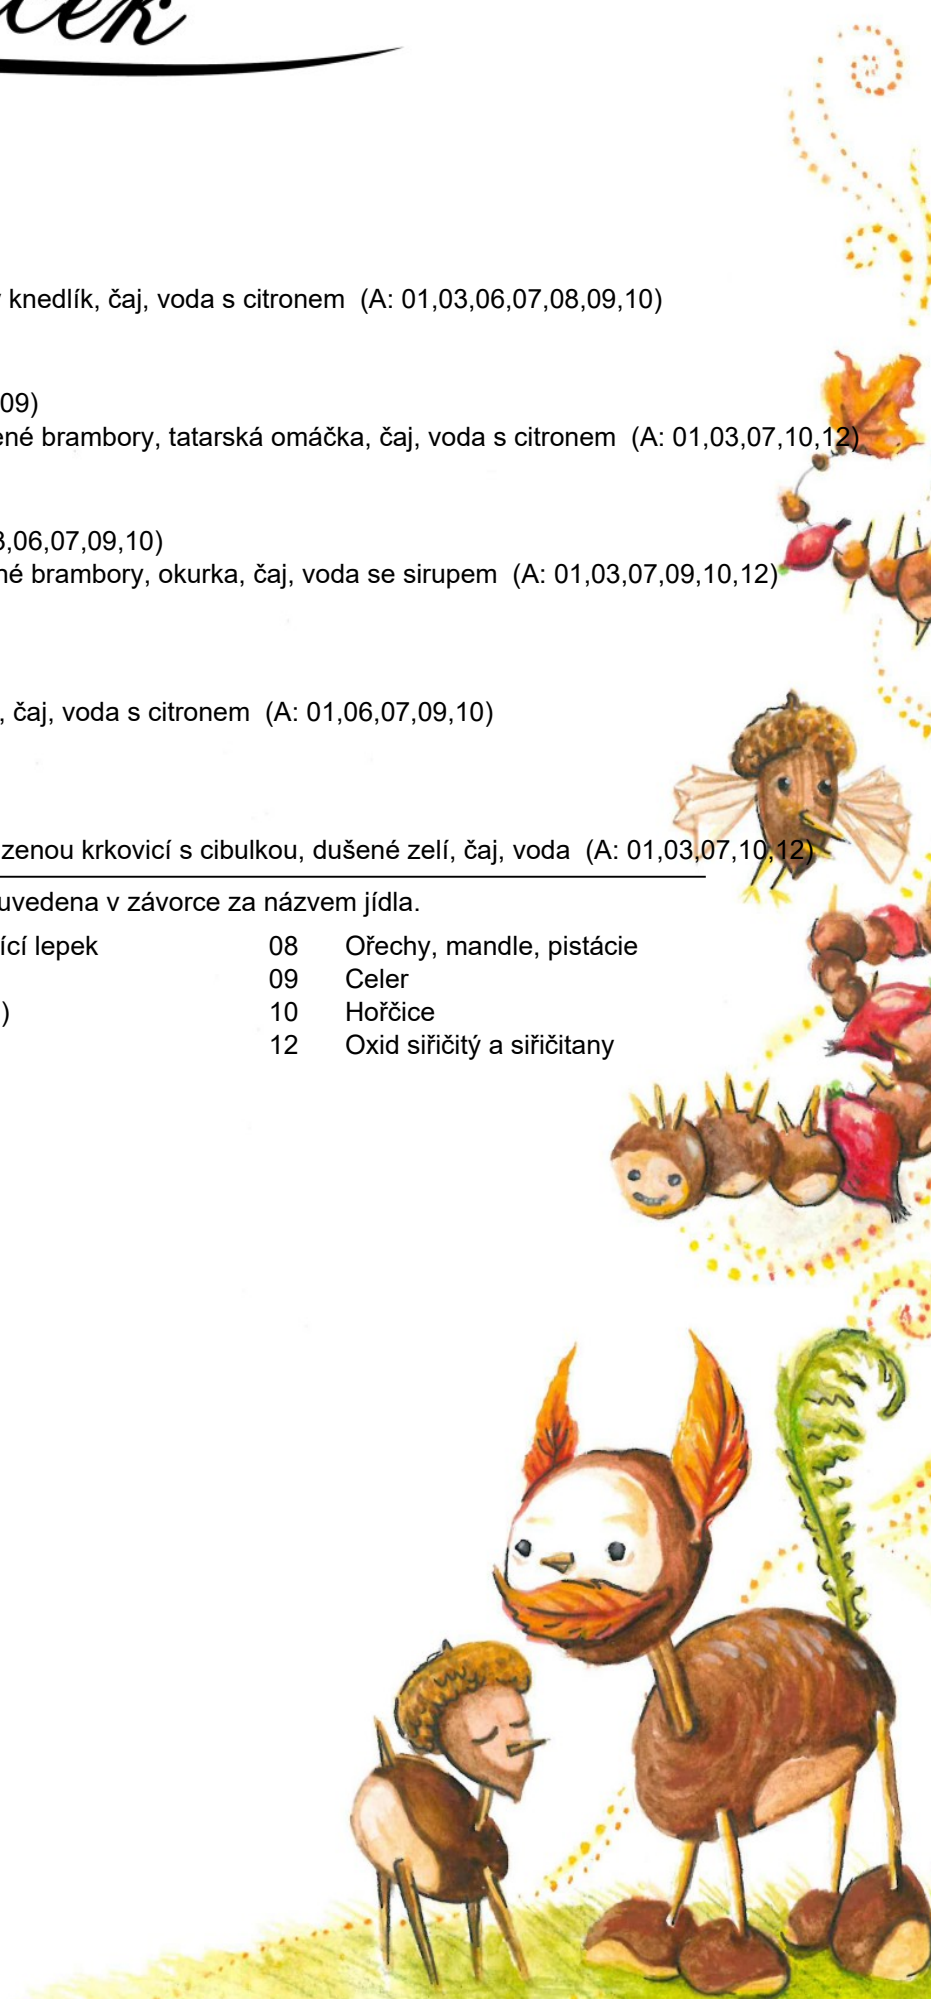 knedlík, čaj, voda s citronem (A: 01,03,06,07,08,09,10)
09)
brambory, tatarská omáčka, čaj, voda s citronem (A: 01,03,07,10,12)
,06,07,09,10)
brambory, okurka, čaj, voda se sirupem (A: 01,03,07,09,10,12)
, čaj, voda s citronem (A: 01,06,07,09,10)
zenou krkovicí s cibulkou, dušené zelí, čaj, voda (A: 01,03,07,10,12)
uvedena v závorce za názvem jídla.
ící lepek
)
08 Ořechy, mandle, pistácie
09 Celer
10 Hořčice
12 Oxid siřičitý a siřičitany